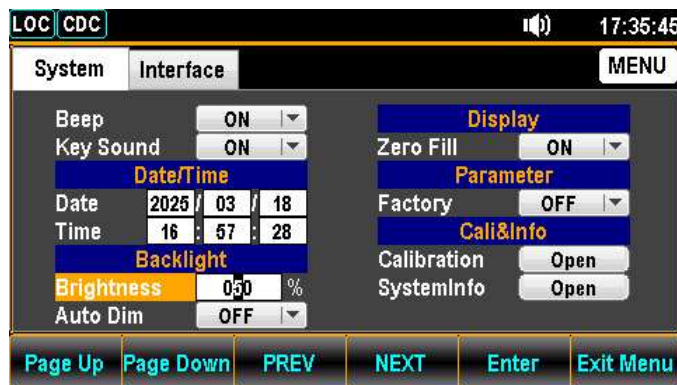 LOC CDC 17:35:45
System Interface MENU
Beep ON
Key Sound ON
Date/Time
Date 2025 / 03 / 18
Time 16 : 57 : 28
Backlight
Brightness 050 %
Auto Dim OFF
Display
Zero Fill ON
Parameter
Factory OFF
Cali&Info
Calibration Open
SystemInfo Open
Page Up Page Down PREV NEXT Enter Exit Menu